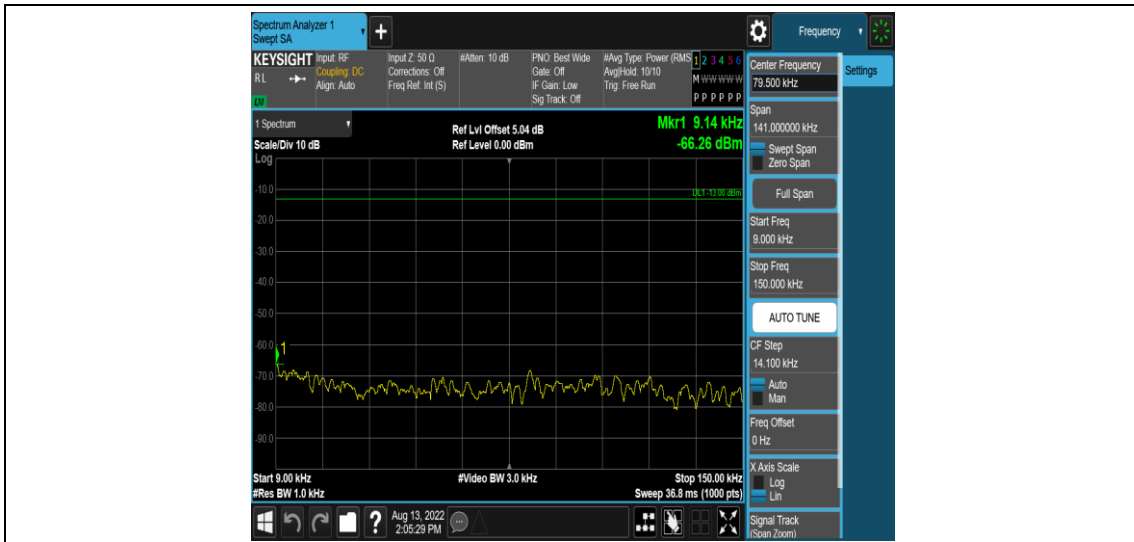 Spectrum Analyzer 1
Swept SA
+
Frequency
KEYSIGHT
RL
LM
Input: RF
Coupling: DC
Align: Auto
Input Z: 50 Ω
Corrections: Off
Freq Ref: Int (S)
#Atten: 10 dB
PNO: Best Wide
Gate: Off
IF Gain: Low
Sig Track: Off
#Avg Type: Power (RMS
Avg|Hold: 10/10
Trig: Free Run
1 2 3 4 5 6
M W W W W W
P P P P P P
Center Frequency
79.500 kHz
Settings
1 Spectrum
Scale/Div 10 dB
Ref Lvl Offset 5.04 dB
Ref Level 0.00 dBm
Mkr1 9.14 kHz
-66.26 dBm
Log
DL1 -13.00 dBm
-10.0
-20.0
-30.0
-40.0
-50.0
-60.0
-70.0
-80.0
-90.0
1
Start 9.00 kHz
#Res BW 1.0 kHz
#Video BW 3.0 kHz
Stop 150.00 kHz
Sweep 36.8 ms (1000 pts)
Span
141.000000 kHz
Swept Span
Zero Span
Full Span
Start Freq
9.000 kHz
Stop Freq
150.000 kHz
AUTO TUNE
CF Step
14.100 kHz
Auto
Man
Freq Offset
0 Hz
X Axis Scale
Log
Lin
Signal Track
(Span Zoom)
?
Aug 13, 2022
2:05:29 PM